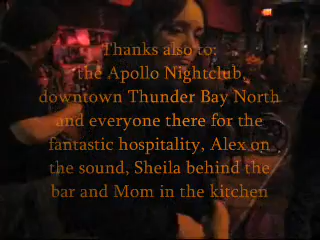 Thanks also to:
the Apollo Nightclub,
downtown Thunder Bay North
and everyone there for the
fantastic hospitality, Alex on
the sound, Sheila behind the
bar and Mom in the kitchen